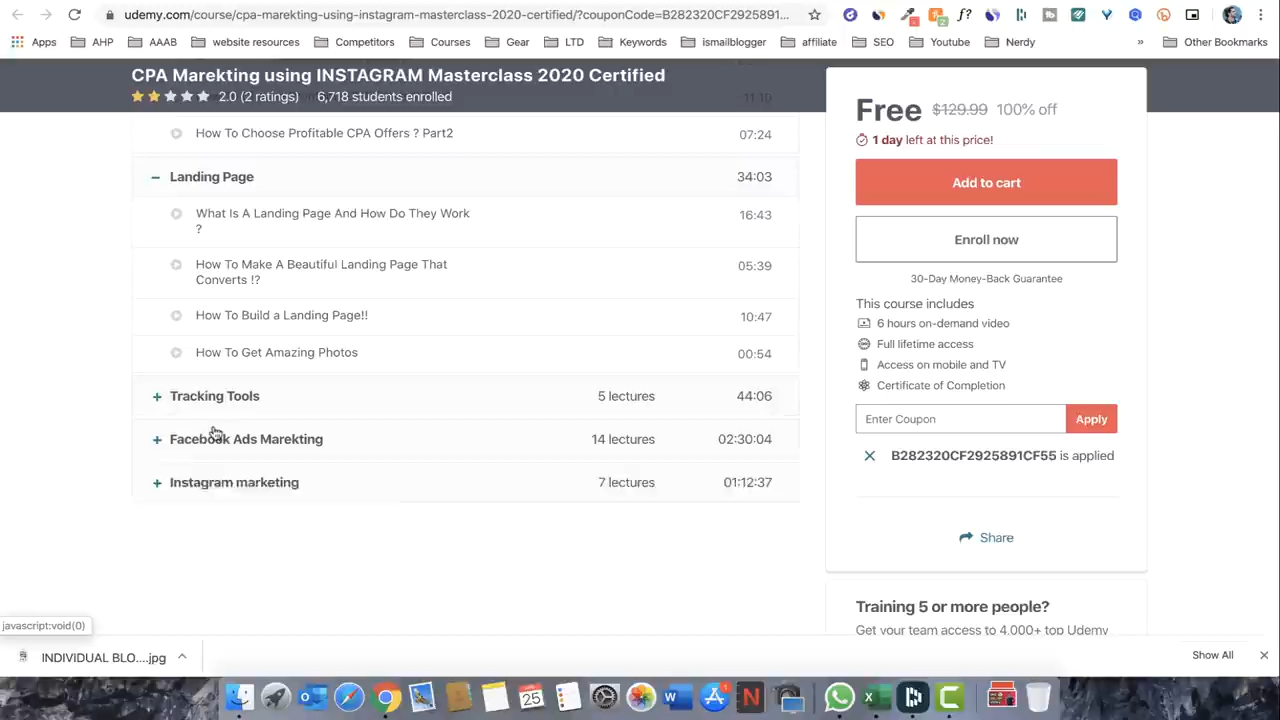 udemy.com/course/cpa-marekting-using-instagram-masterclass-2020-certified/?couponCode=B282320CF2925891...
f?
Apps AHP AAAB website resources Competitors Courses Gear LTD Keywords ismailblogger affiliate SEO Youtube Nerdy » Other Bookmarks
CPA Marekting using INSTAGRAM Masterclass 2020 Certified
2.0 (2 ratings) 6,718 students enrolled
11:10
How To Choose Profitable CPA Offers ? Part2 07:24
Landing Page 34:03
What Is A Landing Page And How Do They Work 16:43
?
How To Make A Beautiful Landing Page That 05:39
Converts !?
How To Build a Landing Page!! 10:47
How To Get Amazing Photos 00:54
Tracking Tools 5 lectures 44:06
Facebook Ads Marekting 14 lectures 02:30:04
Instagram marketing 7 lectures 01:12:37
Free $129.99 100% off
1 day left at this price!
Add to cart
Enroll now
30-Day Money-Back Guarantee
This course includes
6 hours on-demand video
Full lifetime access
Access on mobile and TV
Certificate of Completion
Enter Coupon Apply
B282320CF2925891CF55 is applied
Share
Training 5 or more people?
Get your team access to 4,000+ top Udemy
javascript:void(0)
INDIVIDUAL BLO....jpg
Show All
25